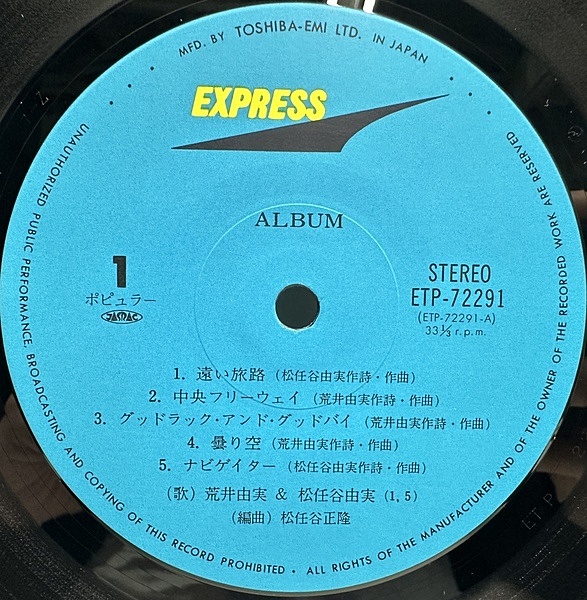 MFD. BY TOSHIBA-EMI LTD. IN JAPAN
EXPRESS
ALBUM
1
ポピュラー
JASRAC
STEREO
ETP-72291
(ETP-72291-A)
33⅓ r.p.m.
1. 遠い旅路 (松任谷由実作詩・作曲)
2. 中央フリーウェイ (荒井由実作詩・作曲)
3. グッドラック・アンド・グッドバイ (荒井由実作詩・作曲)
4. 曇り空 (荒井由実作詩・作曲)
5. ナビゲイター (松任谷由実作詩・作曲)
(歌) 荒井由実 & 松任谷由実 (1, 5)
(編曲) 松任谷正隆
UNAUTHORIZED PUBLIC PERFORMANCE, BROADCASTING AND COPYING OF THIS RECORD PROHIBITED • ALL RIGHTS OF THE MANUFACTURER AND OF THE OWNER OF THE RECORDED WORK ARE RESERVED